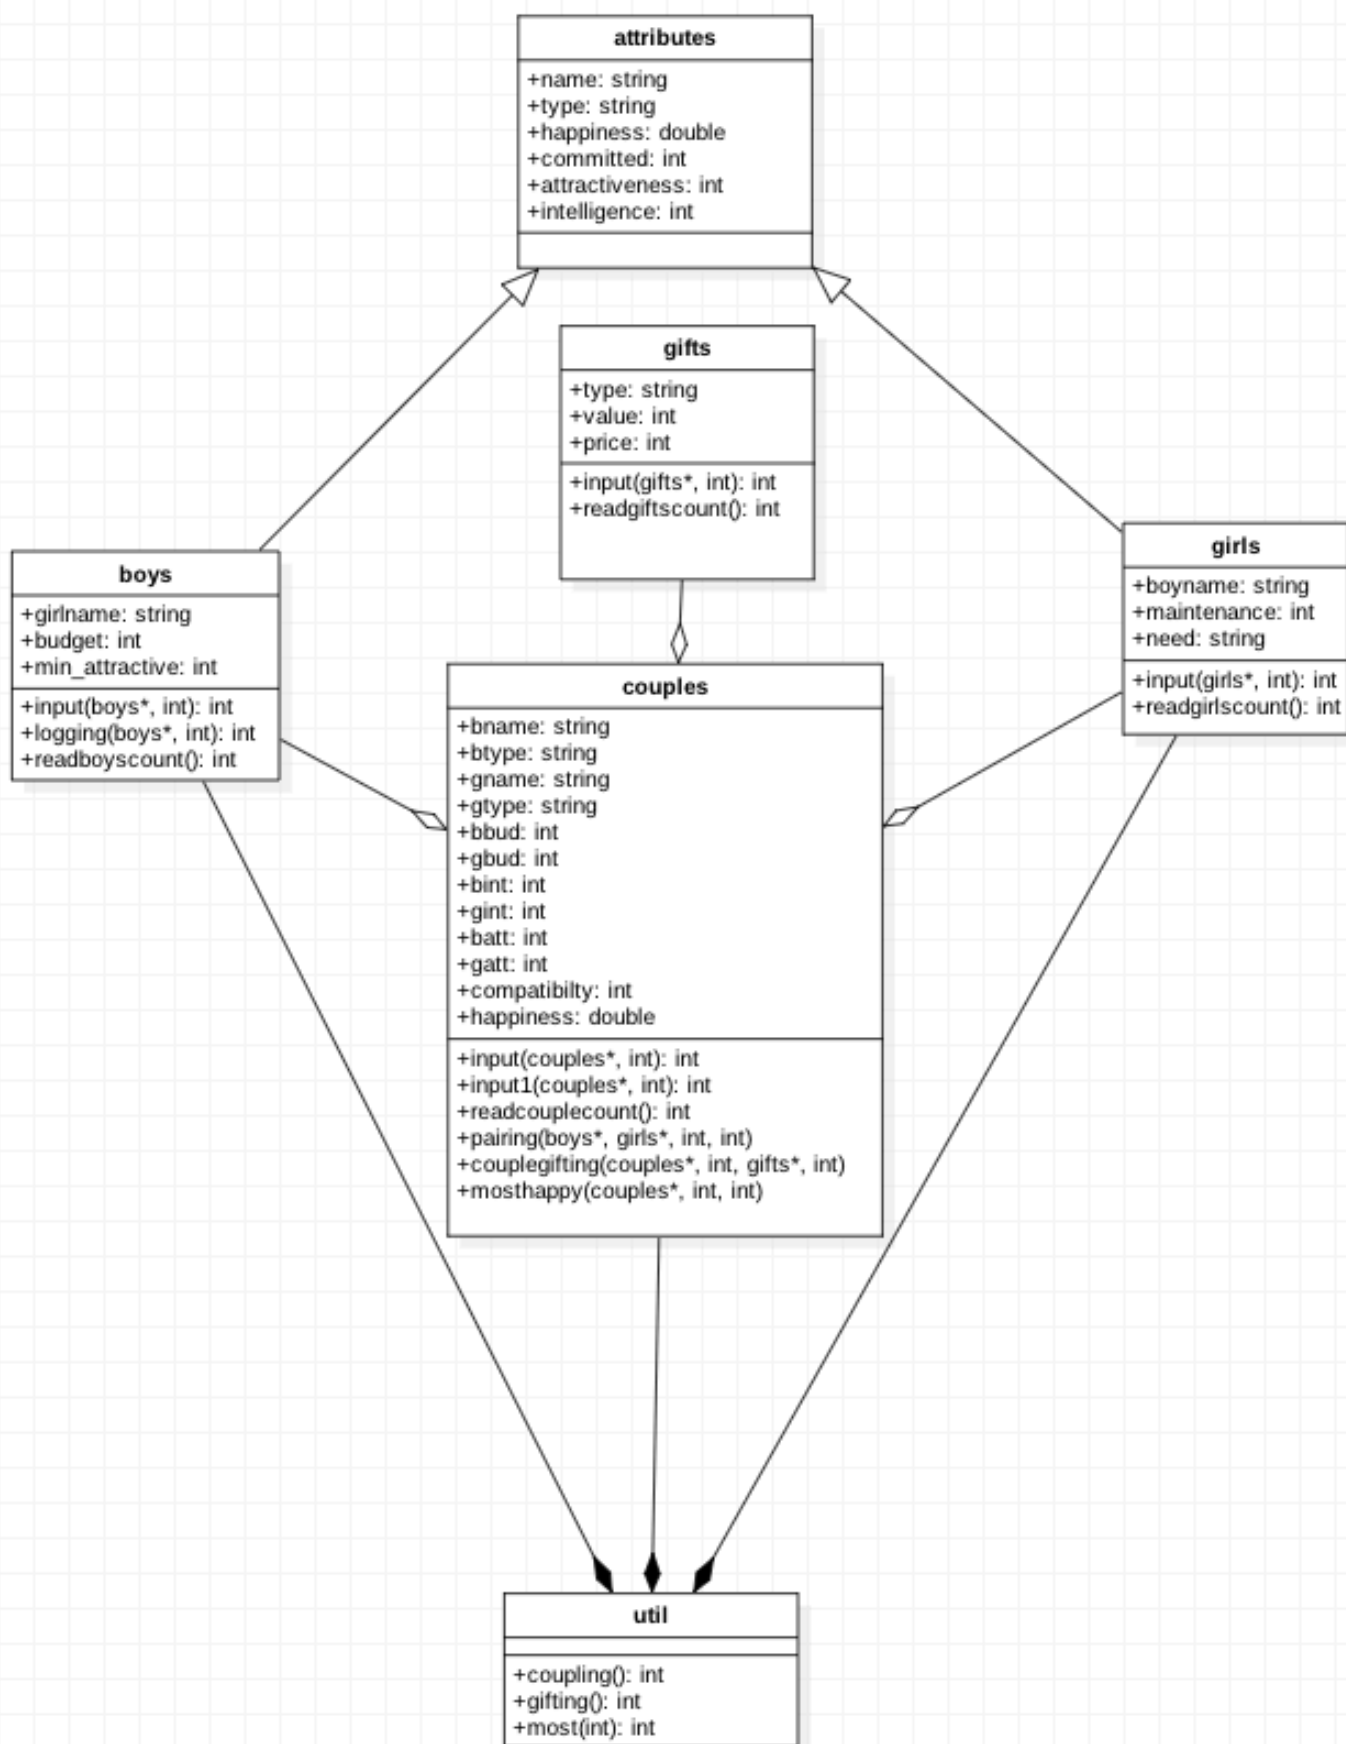 attributes
+name: string
+type: string
+happiness: double
+committed: int
+attractiveness: int
+intelligence: int
gifts
+type: string
+value: int
+price: int
+input(gifts*, int): int
+readgiftscount(): int
boys
+girlname: string
+budget: int
+min_attractive: int
+input(boys*, int): int
+logging(boys*, int): int
+readboyscount(): int
girls
+boyname: string
+maintenance: int
+need: string
+input(girls*, int): int
+readgirlscount(): int
couples
+bname: string
+btype: string
+gname: string
+gtype: string
+bbud: int
+gbud: int
+bint: int
+gint: int
+batt: int
+gatt: int
+compatibilty: int
+happiness: double
+input(couples*, int): int
+input1(couples*, int): int
+readcouplecount(): int
+pairing(boys*, girls*, int, int)
+couplegifting(couples*, int, gifts*, int)
+mosthappy(couples*, int, int)
util
+coupling(): int
+gifting(): int
+most(int): int